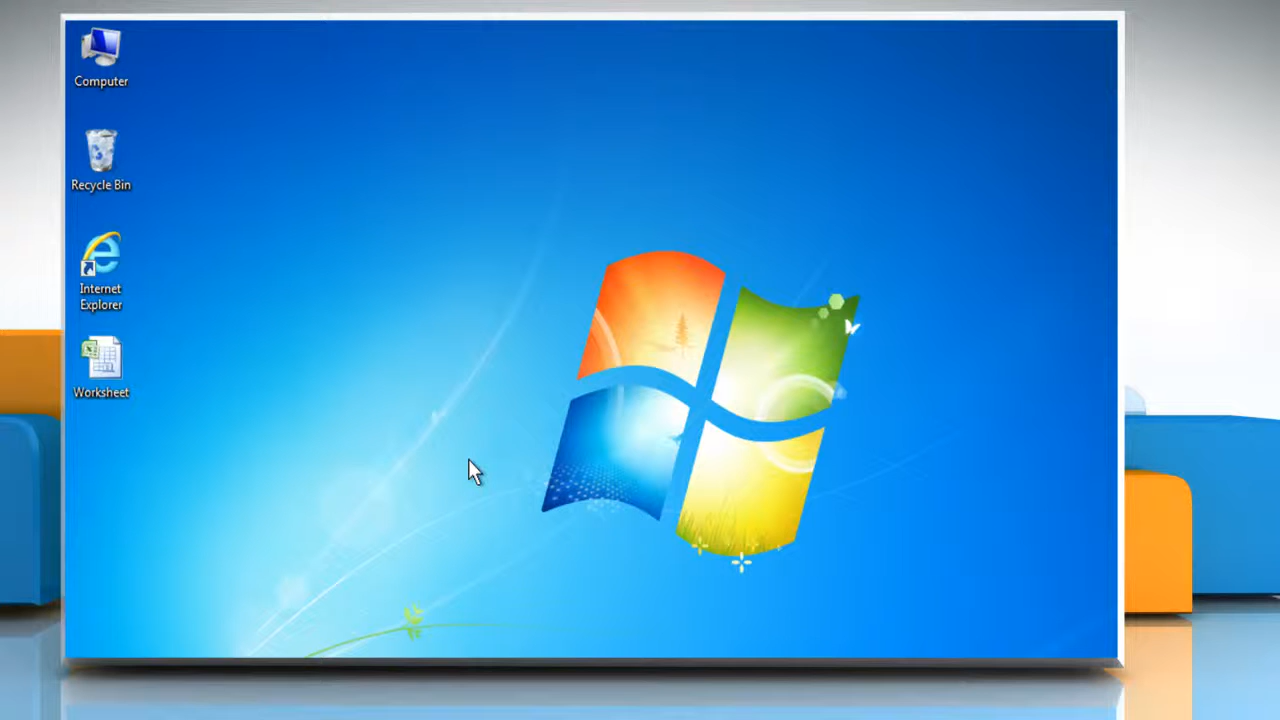 Computer
Recycle Bin
Internet
Explorer
Worksheet